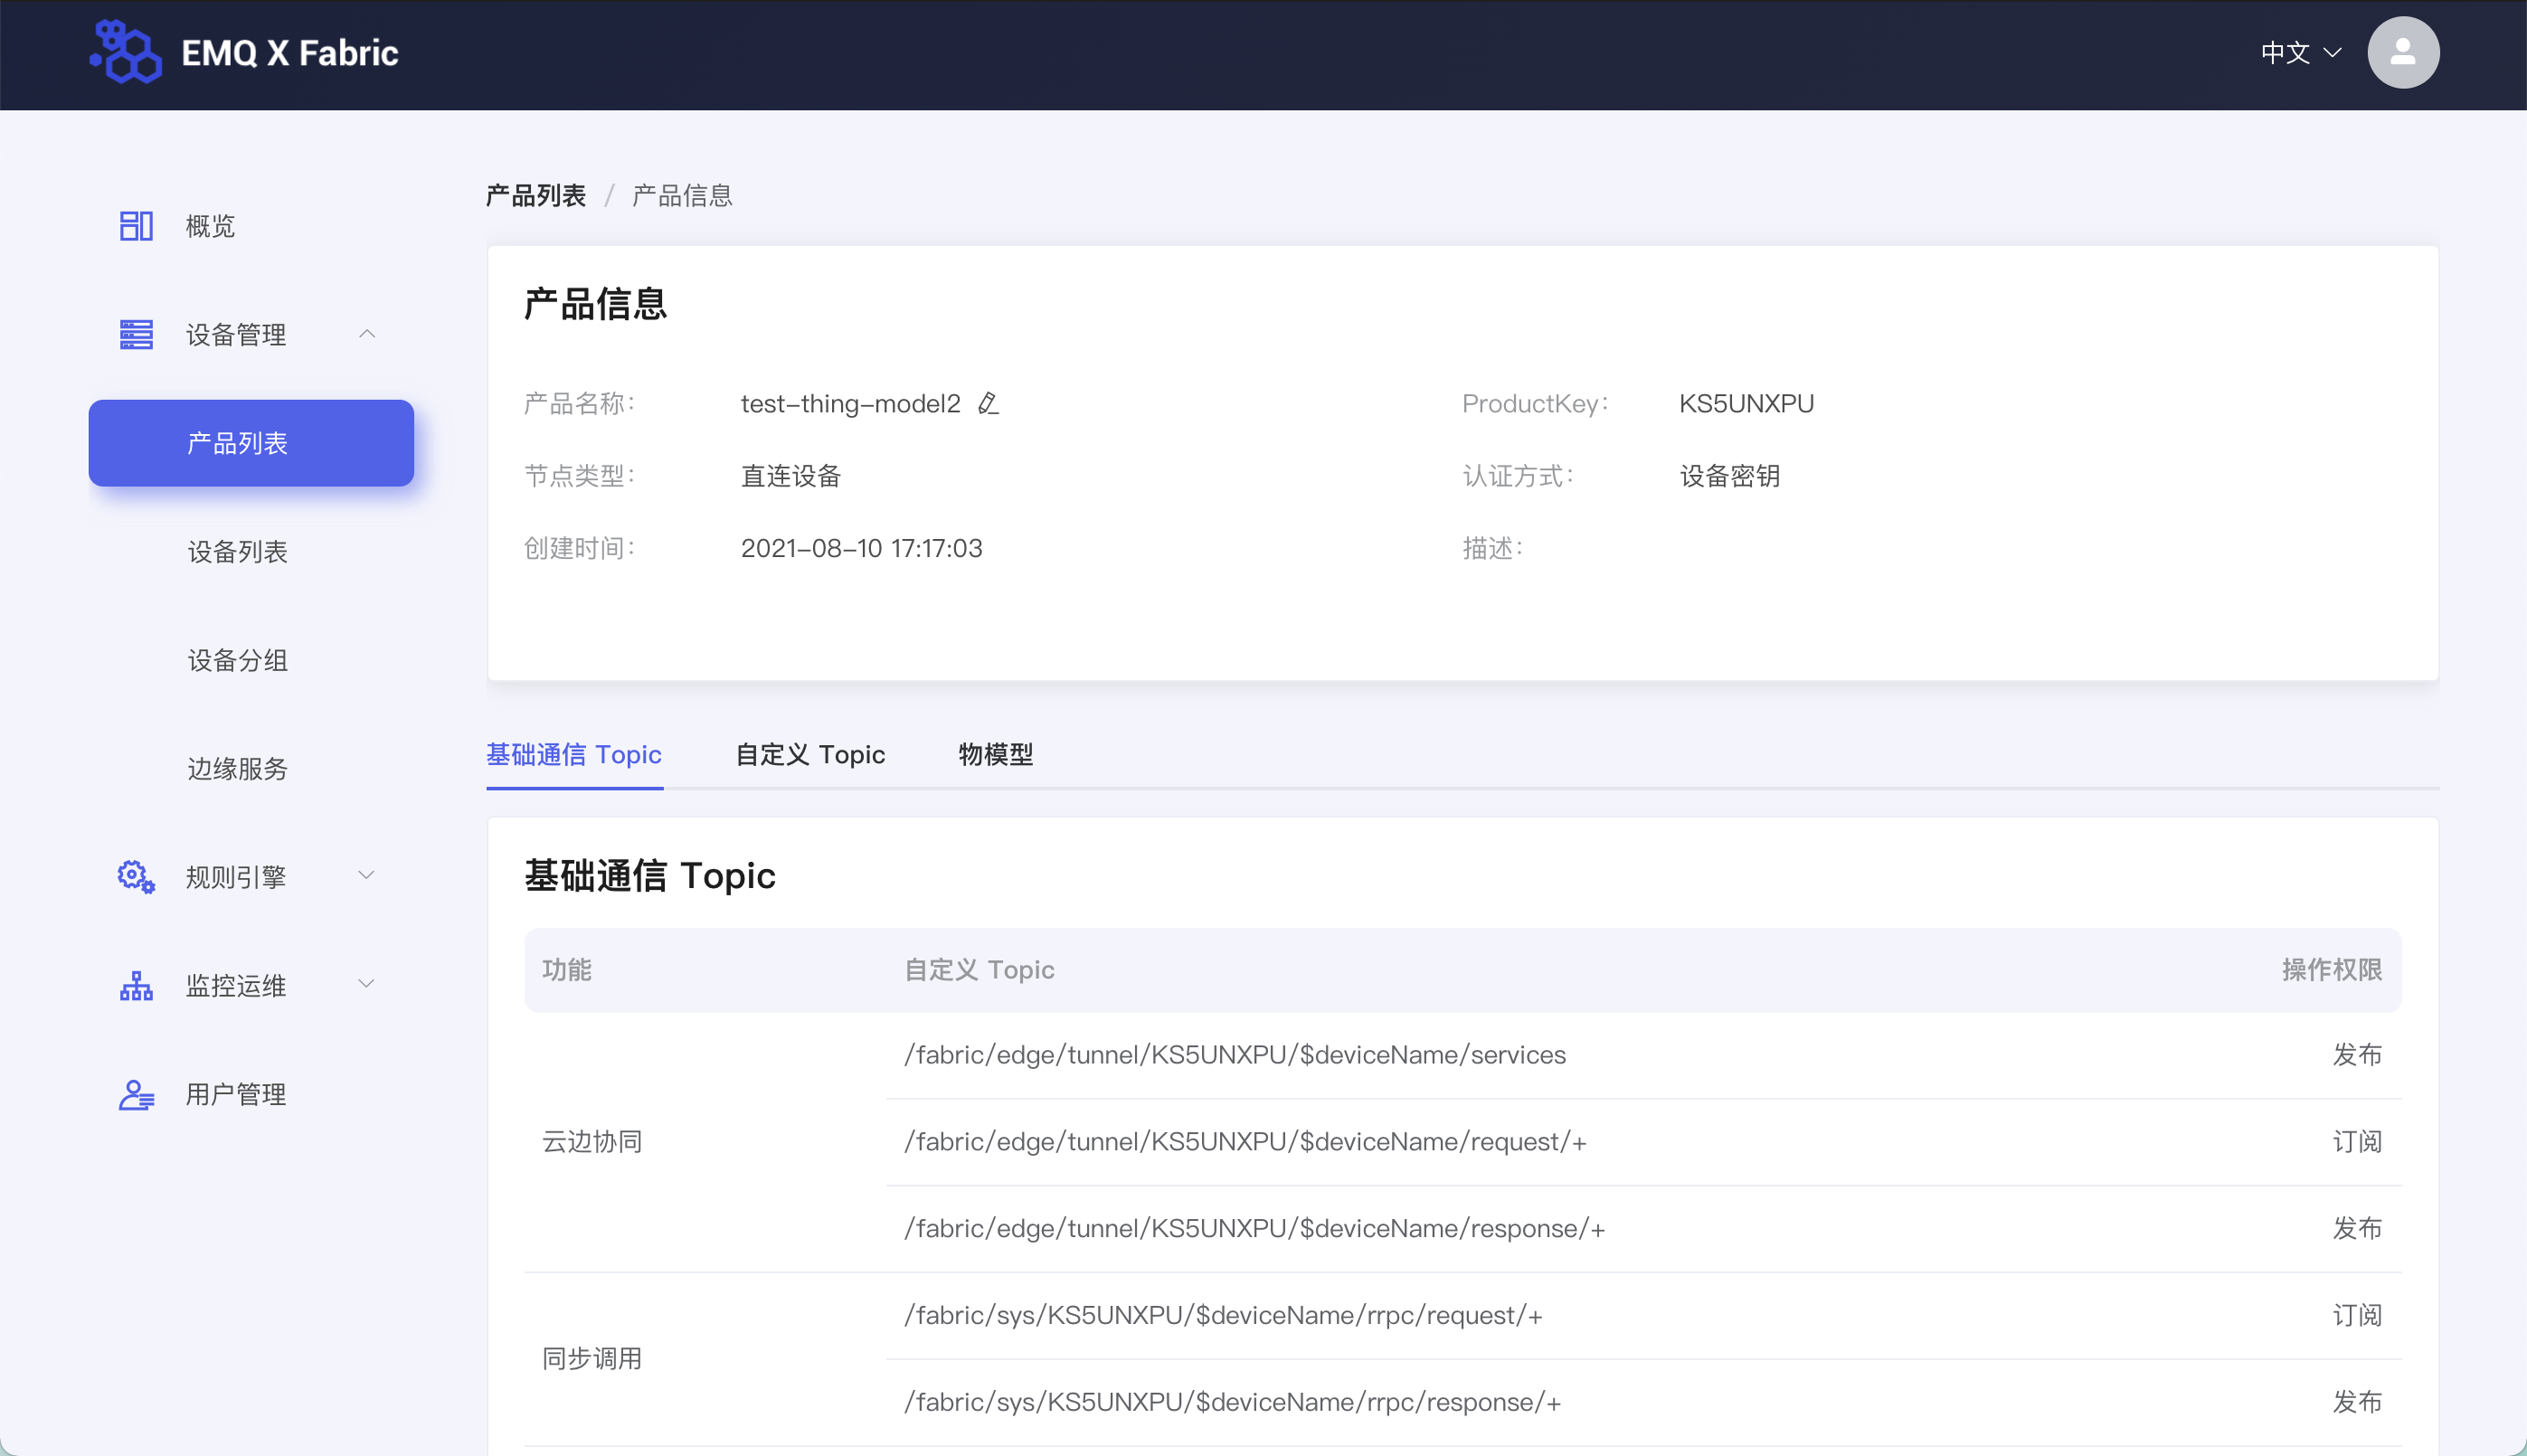 EMQ X Fabric
中文
概览
设备管理
产品列表
设备列表
设备分组
边缘服务
规则引擎
监控运维
用户管理
产品列表 / 产品信息
产品信息
产品名称： test-thing-model2
ProductKey： KS5UNXPU
节点类型： 直连设备
认证方式： 设备密钥
创建时间： 2021-08-10 17:17:03
描述：
基础通信 Topic 自定义 Topic 物模型
基础通信 Topic
功能 自定义 Topic 操作权限
云边协同
/fabric/edge/tunnel/KS5UNXPU/$deviceName/services 发布
/fabric/edge/tunnel/KS5UNXPU/$deviceName/request/+ 订阅
/fabric/edge/tunnel/KS5UNXPU/$deviceName/response/+ 发布
同步调用
/fabric/sys/KS5UNXPU/$deviceName/rrpc/request/+ 订阅
/fabric/sys/KS5UNXPU/$deviceName/rrpc/response/+ 发布